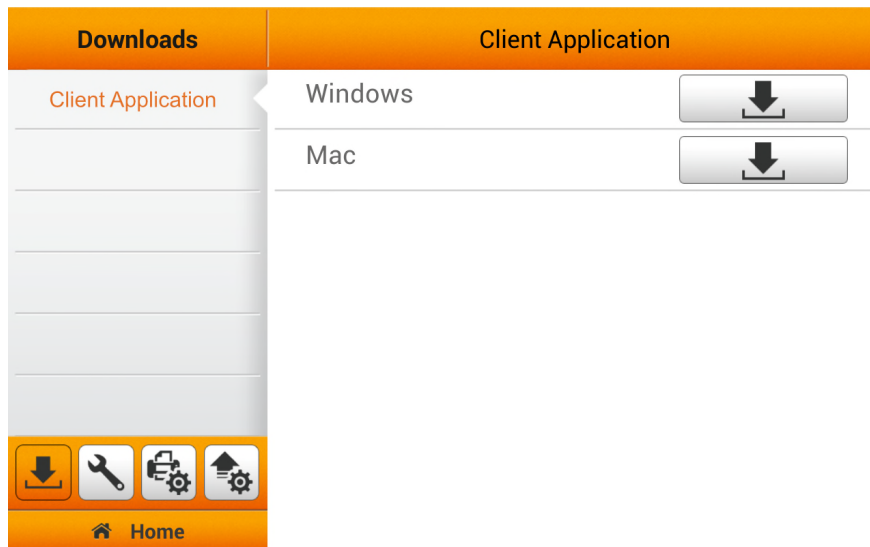 Downloads
Client Application
Client Application
Windows
Mac
Home